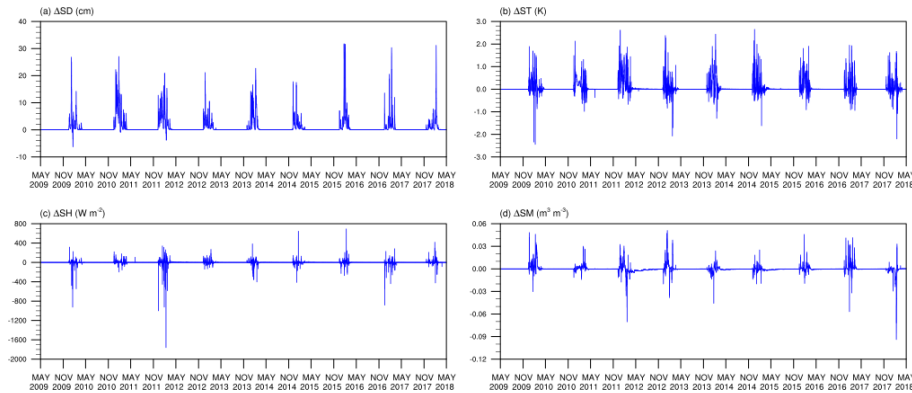 (a) ΔSD (cm)
40
30
20
10
0
-10
MAY NOV MAY NOV MAY NOV MAY NOV MAY NOV MAY NOV MAY NOV MAY NOV MAY NOV MAY
2009 2009 2010 2010 2011 2011 2012 2012 2013 2013 2014 2014 2015 2015 2016 2016 2017 2017 2018
(b) ΔST (K)
3.0
2.0
1.0
0.0
-1.0
-2.0
-3.0
MAY NOV MAY NOV MAY NOV MAY NOV MAY NOV MAY NOV MAY NOV MAY NOV MAY NOV MAY
2009 2009 2010 2010 2011 2011 2012 2012 2013 2013 2014 2014 2015 2015 2016 2016 2017 2017 2018
(c) ΔSH (W m⁻²)
800
400
0
-400
-800
-1200
-1600
-2000
MAY NOV MAY NOV MAY NOV MAY NOV MAY NOV MAY NOV MAY NOV MAY NOV MAY NOV MAY
2009 2009 2010 2010 2011 2011 2012 2012 2013 2013 2014 2014 2015 2015 2016 2016 2017 2017 2018
(d) ΔSM (m³ m⁻³)
0.06
0.03
0.00
-0.03
-0.06
-0.09
-0.12
MAY NOV MAY NOV MAY NOV MAY NOV MAY NOV MAY NOV MAY NOV MAY NOV MAY NOV MAY
2009 2009 2010 2010 2011 2011 2012 2012 2013 2013 2014 2014 2015 2015 2016 2016 2017 2017 2018